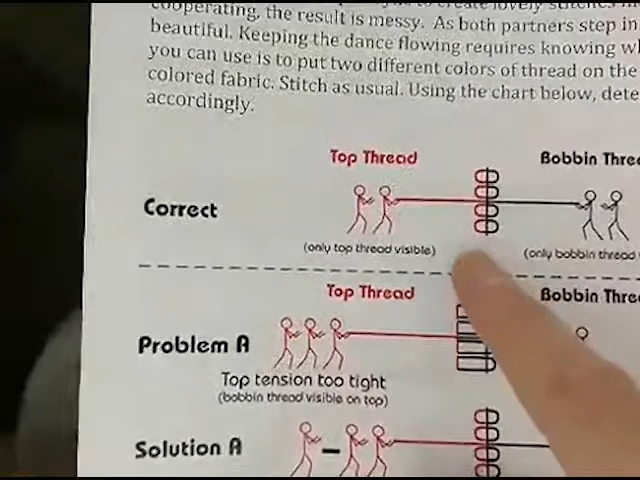 cooperating, the result is messy. As both partners step in
beautiful. Keeping the dance flowing requires knowing
you can use is to put two different colors of thread on the
colored fabric. Stitch as usual. Using the chart below,
accordingly.
Top Thread Bobbin
Correct
(only top thread visible) (only bobbin thread
Top Thread Bobbin
Problem A
Top tension too tight
(bobbin thread visible on top)
Solution A